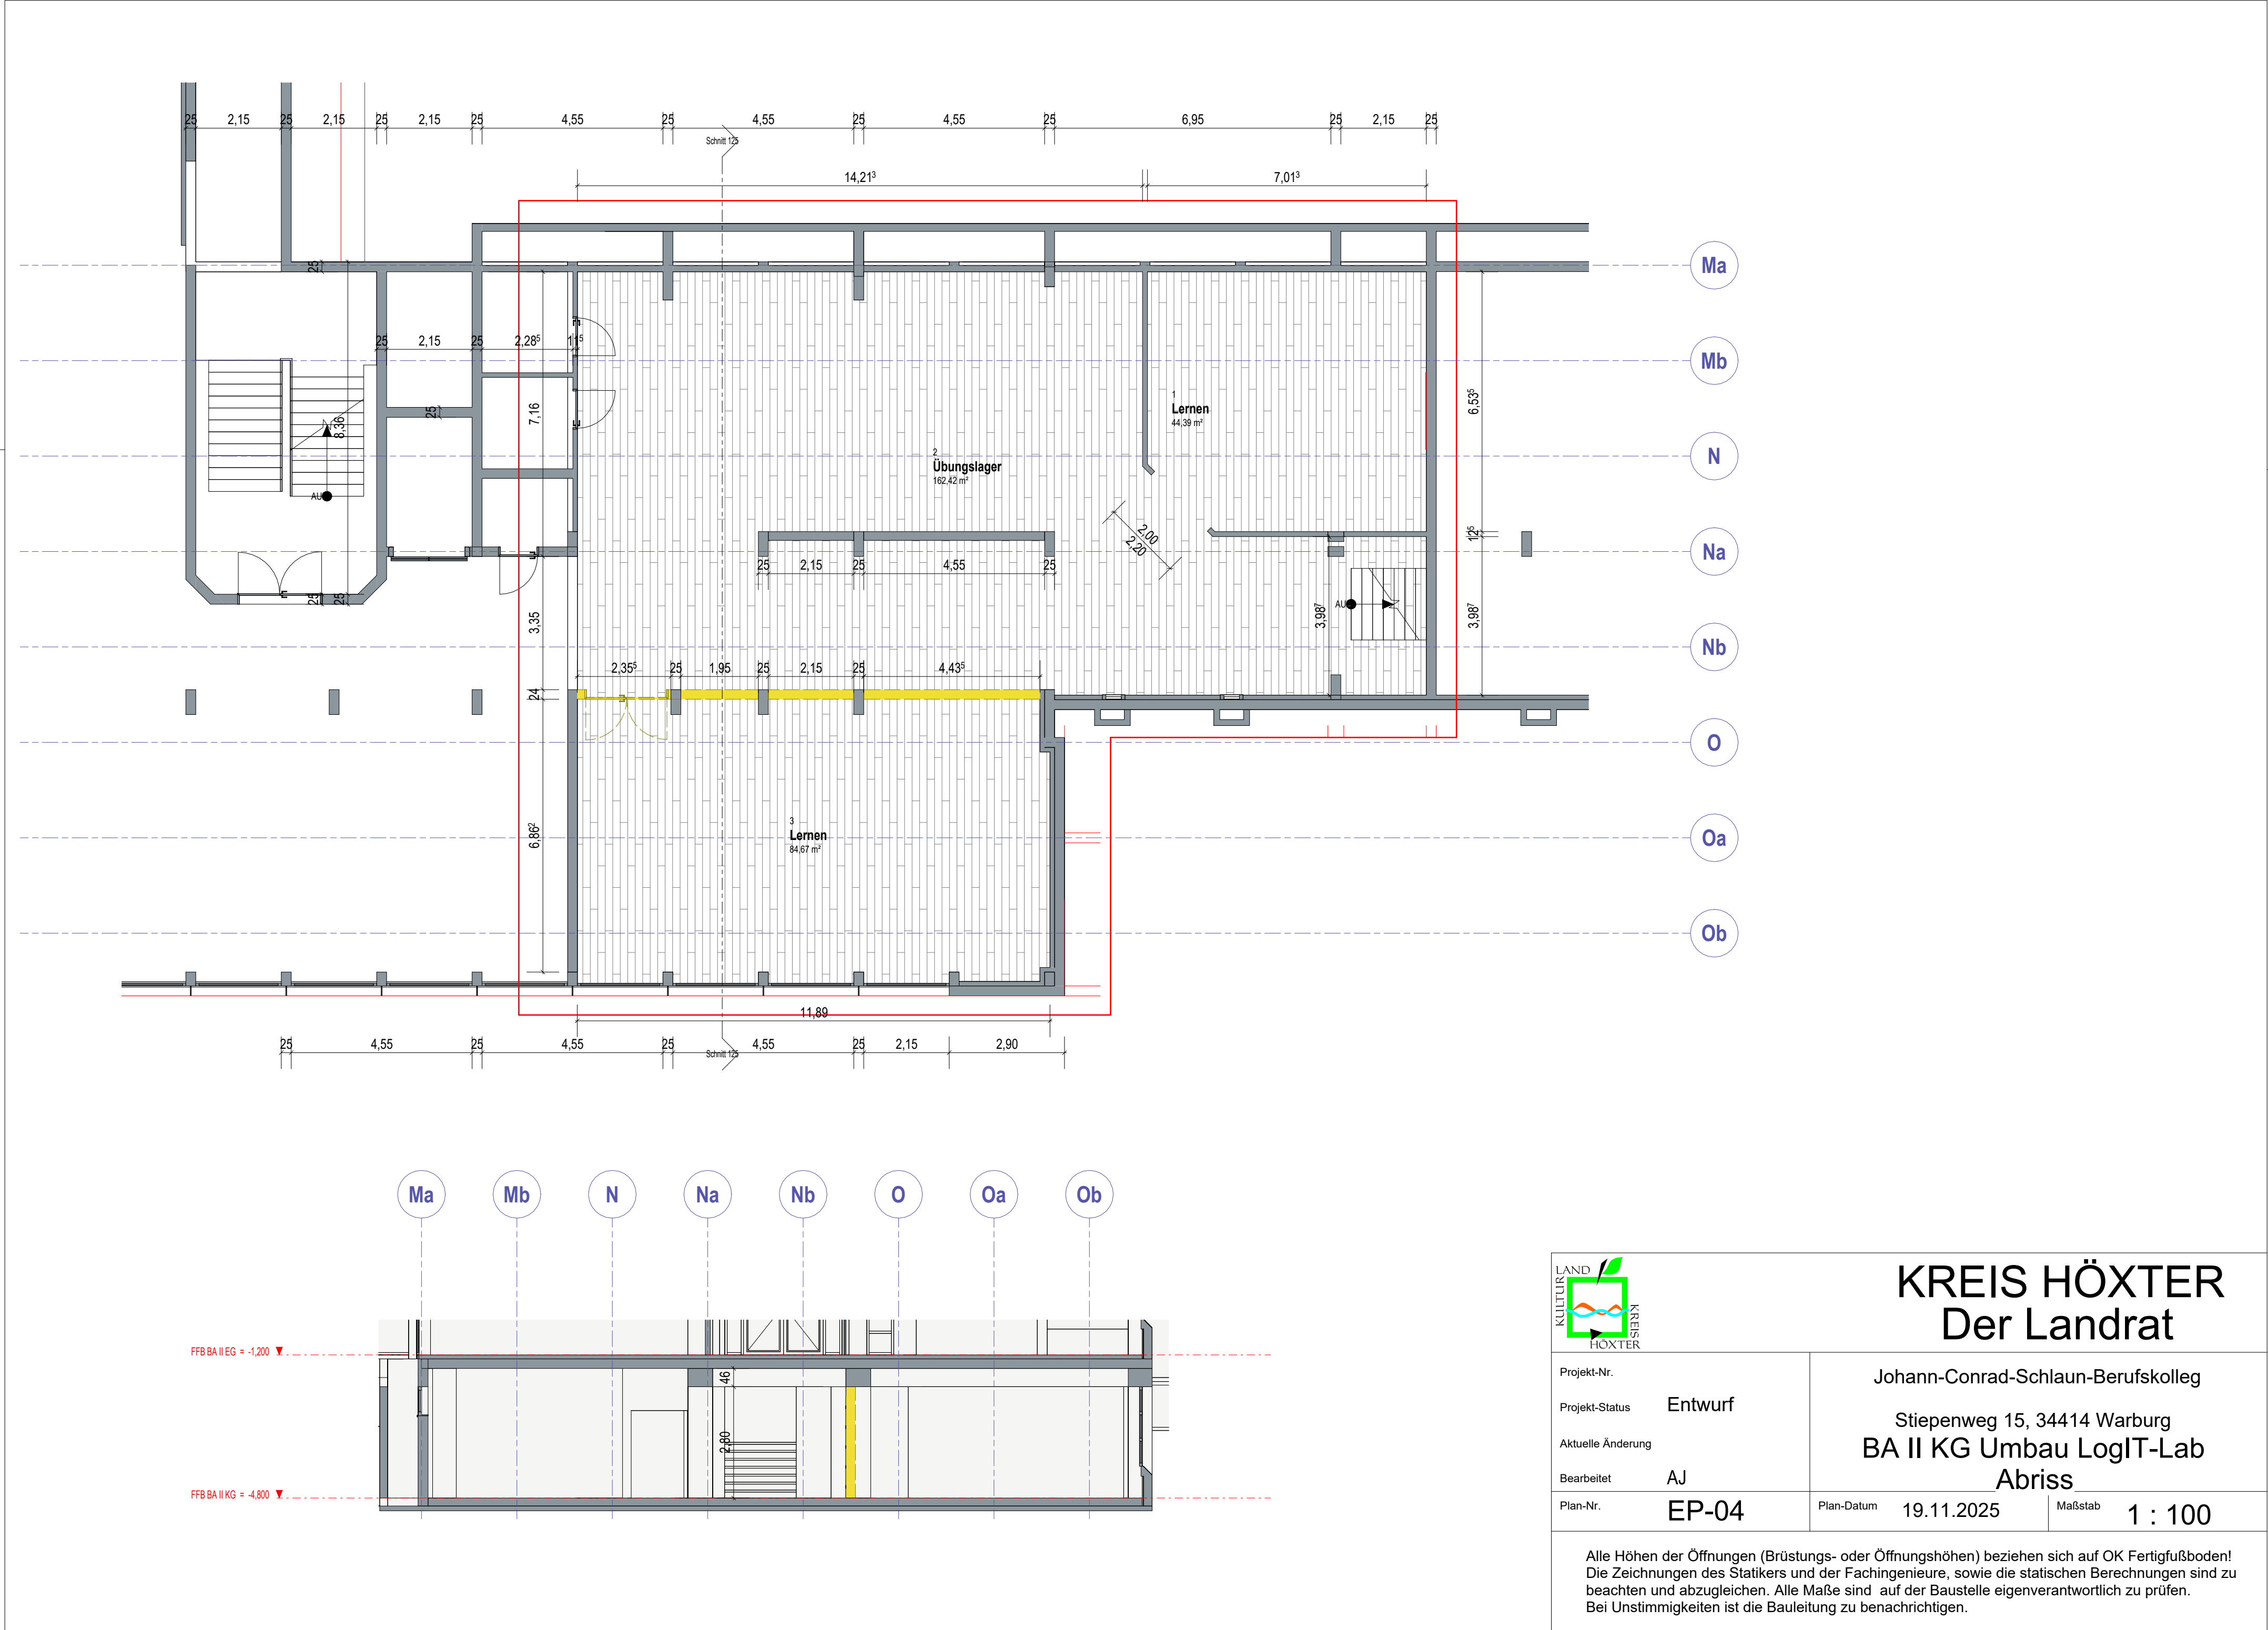 25 2,15 25 2,15 25 2,15 25 4,55 25 4,55 25 4,55 25 6,95 25 2,15 25
Schnitt 125
14,21³ 7,01³
25
Ma
25 2,15 25 2,28⁵ 11⁵
Mb
8,36
25
7,16
1
Lernen
44,39 m²
6,53⁵
2
Übungslager
162,42 m²
N
AU
2,00
2,20
12⁵
Na
25 2,15 25 4,55 25
25 25
3,35
AU
3,98⁷
3,98⁷
Nb
2,35⁵ 25 1,95 25 2,15 25 4,43⁵
24
O
3
Lernen
84,67 m²
6,86²
Oa
Ob
11,89
25 4,55 25 4,55 25 4,55 25 2,15 2,90
Schnitt 125
Ma Mb N Na Nb O Oa Ob
FFB BA II EG = -1,200
46
2,80
FFB BA II KG = -4,800
KULTUR
LAND
KREIS
HÖXTER
KREIS HÖXTER
Der Landrat
Projekt-Nr.
Projekt-Status Entwurf
Aktuelle Änderung
Bearbeitet AJ
Johann-Conrad-Schlaun-Berufskolleg
Stiepenweg 15, 34414 Warburg
BA II KG Umbau LogIT-Lab
Abriss
Plan-Nr. EP-04
Plan-Datum 19.11.2025
Maßstab 1 : 100
Alle Höhen der Öffnungen (Brüstungs- oder Öffnungshöhen) beziehen sich auf OK Fertigfußboden!
Die Zeichnungen des Statikers und der Fachingenieure, sowie die statischen Berechnungen sind zu
beachten und abzugleichen. Alle Maße sind auf der Baustelle eigenverantwortlich zu prüfen.
Bei Unstimmigkeiten ist die Bauleitung zu benachrichtigen.